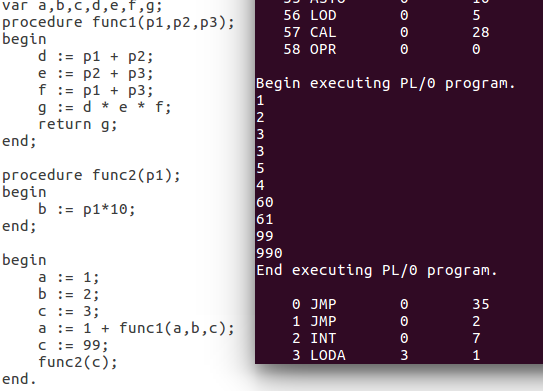 var a,b,c,d,e,f,g;
procedure func1(p1,p2,p3);
begin
    d := p1 + p2;
    e := p2 + p3;
    f := p1 + p3;
    g := d * e * f;
    return g;
end;

procedure func2(p1);
begin
    b := p1*10;
end;

begin
    a := 1;
    b := 2;
    c := 3;
    a := 1 + func1(a,b,c);
    c := 99;
    func2(c);
end.
56 LOD 0 5
57 CAL 0 28
58 OPR 0 0

Begin executing PL/0 program.
1
2
3
3
5
4
60
61
99
990
End executing PL/0 program.

0 JMP 0 35
1 JMP 0 2
2 INT 0 7
3 LODA 3 1